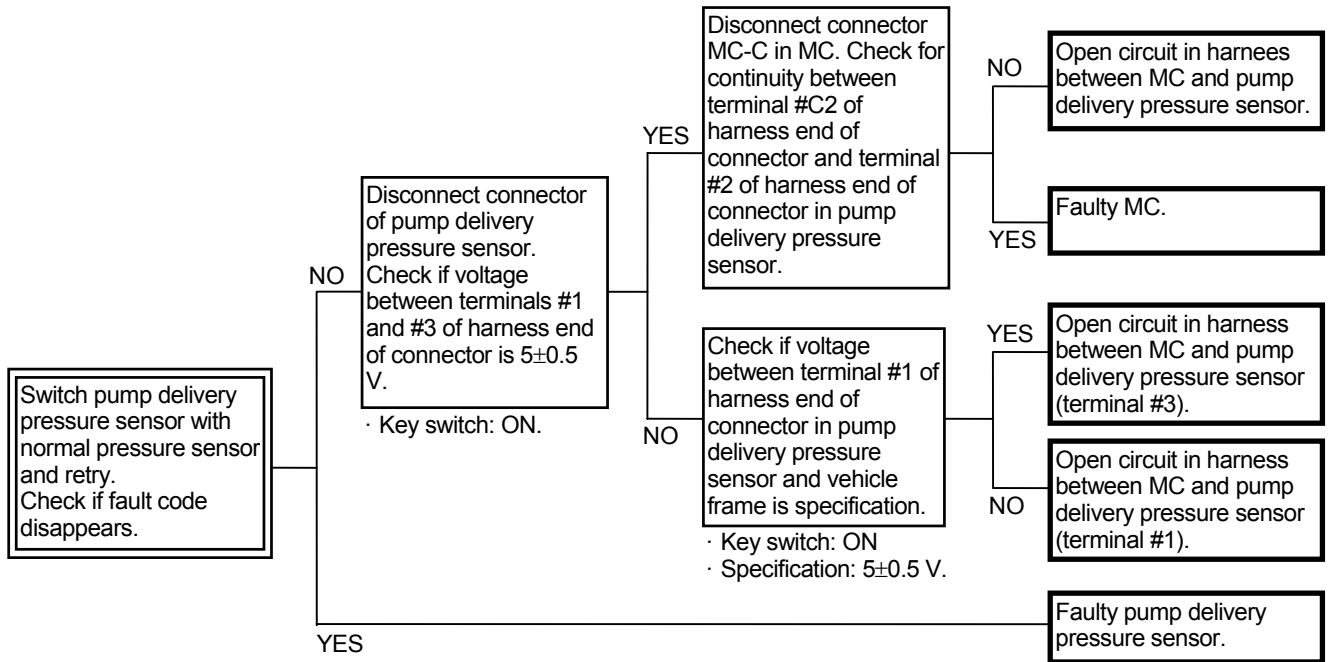 Switch pump delivery
pressure sensor with
normal pressure sensor
and retry.
Check if fault code
disappears.
NO
YES
Disconnect connector
of pump delivery
pressure sensor.
Check if voltage
between terminals #1
and #3 of harness end
of connector is 5±0.5
V.
· Key switch: ON.
YES
NO
Disconnect connector
MC-C in MC. Check for
continuity between
terminal #C2 of
harness end of
connector and terminal
#2 of harness end of
connector in pump
delivery pressure
sensor.
NO
YES
Check if voltage
between terminal #1 of
harness end of
connector in pump
delivery pressure
sensor and vehicle
frame is specification.
· Key switch: ON
· Specification: 5±0.5 V.
YES
NO
Open circuit in harnees
between MC and pump
delivery pressure sensor.
Faulty MC.
Open circuit in harness
between MC and pump
delivery pressure sensor
(terminal #3).
Open circuit in harness
between MC and pump
delivery pressure sensor
(terminal #1).
Faulty pump delivery
pressure sensor.